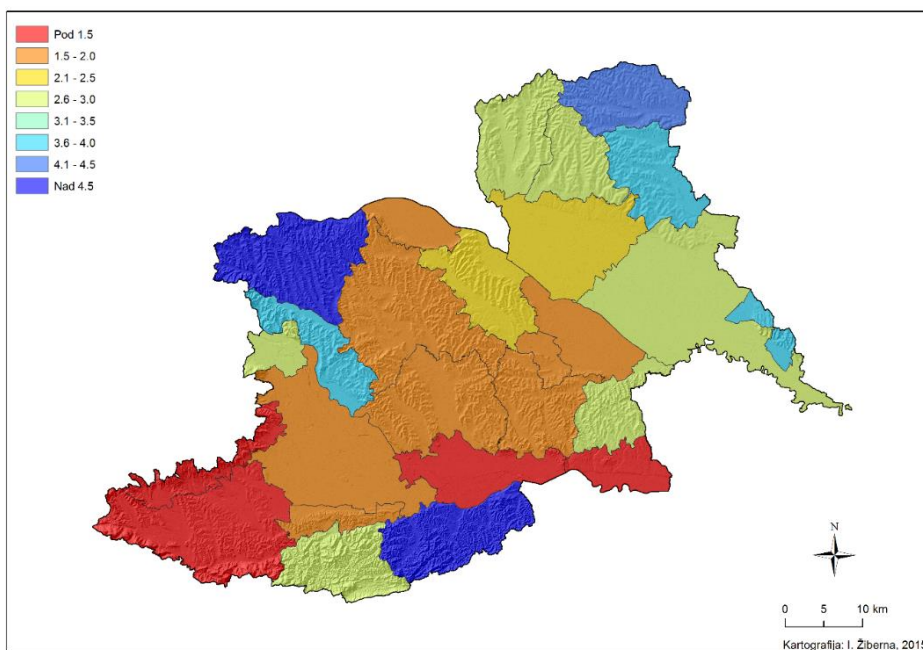 Pod 1.5
1.5 - 2.0
2.1 - 2.5
2.6 - 3.0
3.1 - 3.5
3.6 - 4.0
4.1 - 4.5
Nad 4.5
N
0 5 10 km
Kartografija: I. Žiberna, 2015